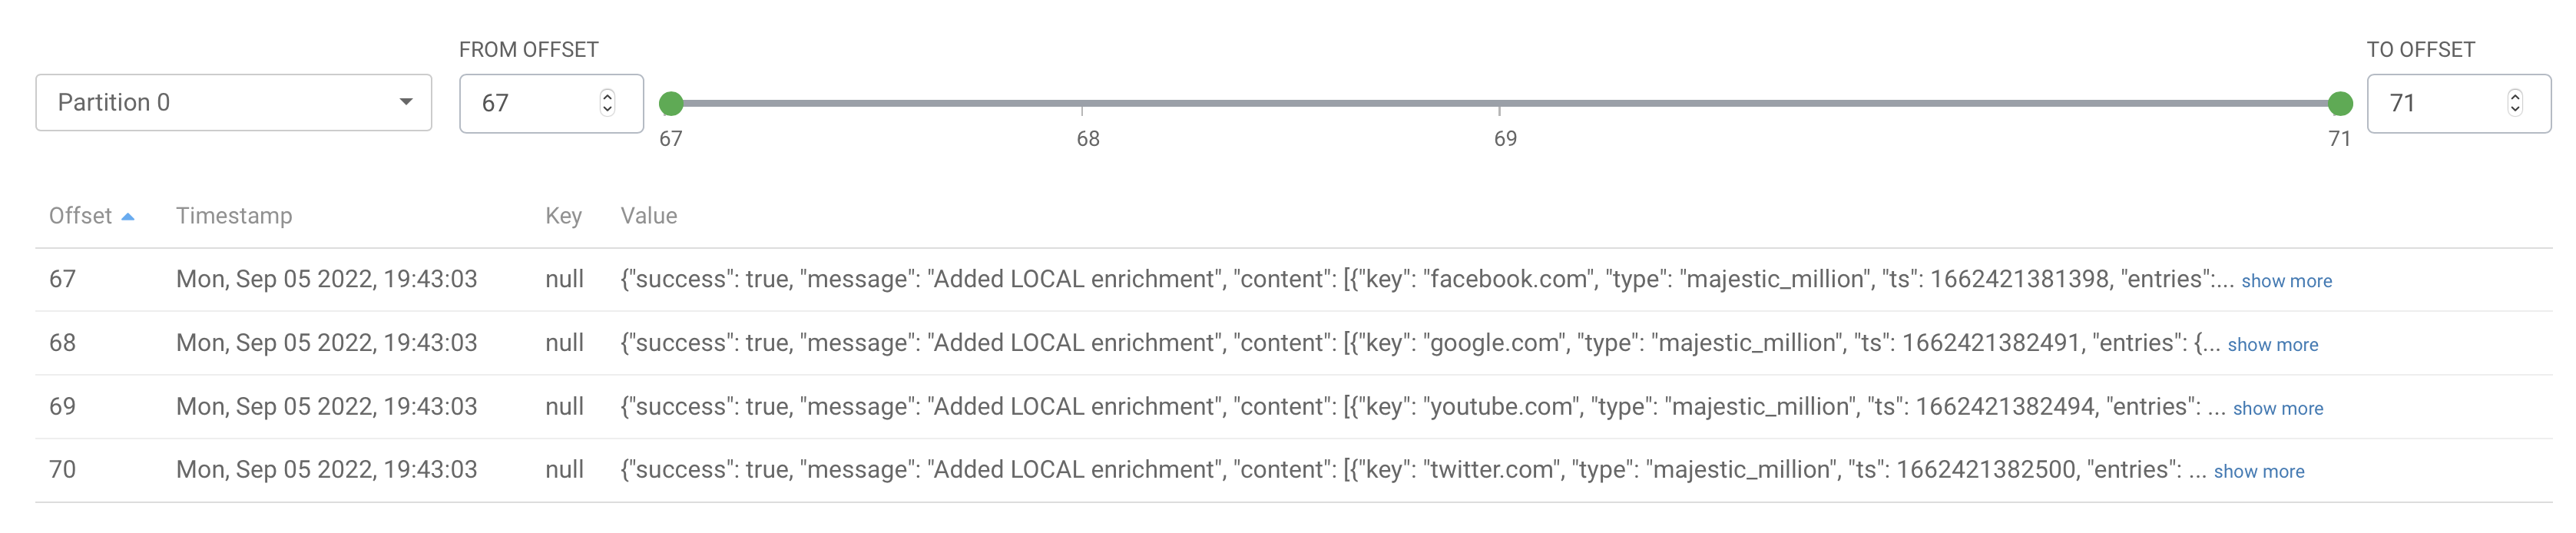 FROM OFFSET
TO OFFSET
Partition 0
67
71
67
68
69
71
Offset Timestamp Key Value
67 Mon, Sep 05 2022, 19:43:03 null {"success": true, "message": "Added LOCAL enrichment", "content": [{"key": "facebook.com", "type": "majestic_million", "ts": 1662421381398, "entries":... show more
68 Mon, Sep 05 2022, 19:43:03 null {"success": true, "message": "Added LOCAL enrichment", "content": [{"key": "google.com", "type": "majestic_million", "ts": 1662421382491, "entries": {... show more
69 Mon, Sep 05 2022, 19:43:03 null {"success": true, "message": "Added LOCAL enrichment", "content": [{"key": "youtube.com", "type": "majestic_million", "ts": 1662421382494, "entries": ... show more
70 Mon, Sep 05 2022, 19:43:03 null {"success": true, "message": "Added LOCAL enrichment", "content": [{"key": "twitter.com", "type": "majestic_million", "ts": 1662421382500, "entries": ... show more